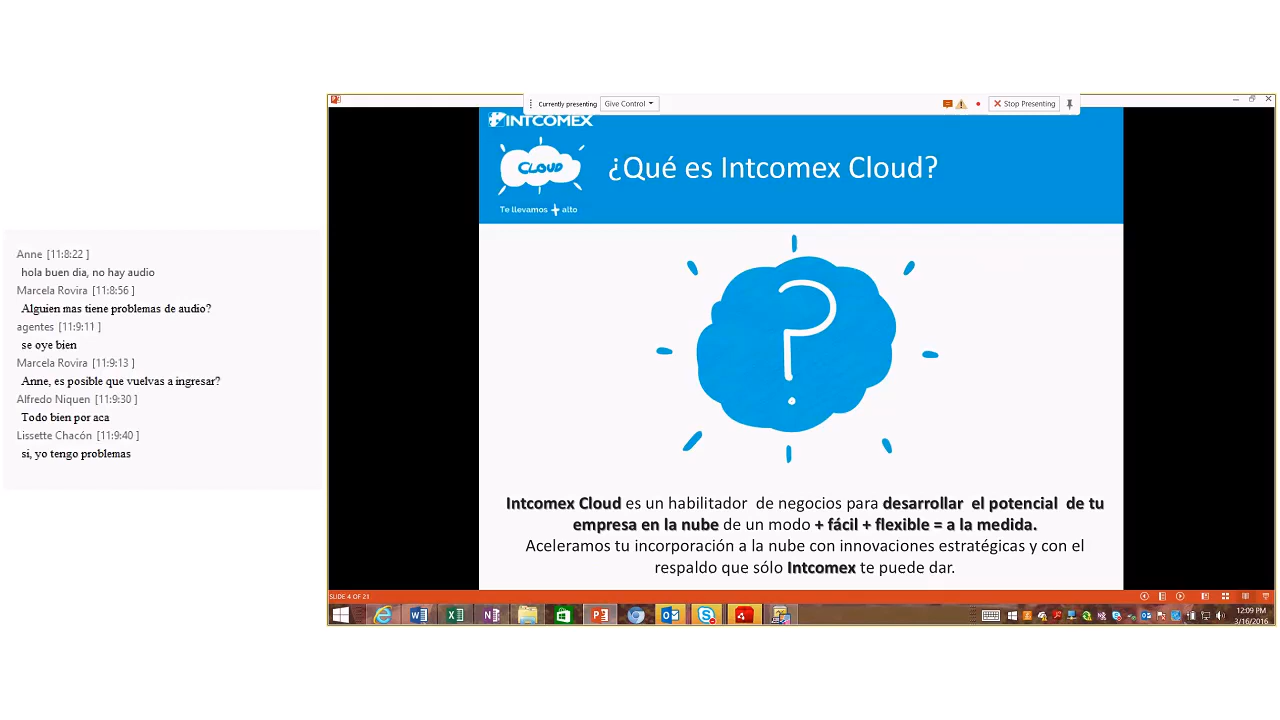 Anne [11:8:22 ]
hola buen dia, no hay audio
Marcela Rovira [11:8:56 ]
Alguien mas tiene problemas de audio?
agentes [11:9:11 ]
se oye bien
Marcela Rovira [11:9:13 ]
Anne, es posible que vuelvas a ingresar?
Alfredo Niquen [11:9:30 ]
Todo bien por aca
Lissette Chacón [11:9:40 ]
si, yo tengo problemas
Currently presenting Give Control
Stop Presenting
INTCOMEX
CLOUD
Te llevamos + alto
¿Qué es Intcomex Cloud?
?
Intcomex Cloud es un habilitador de negocios para desarrollar el potencial de tu
empresa en la nube de un modo + fácil + flexible = a la medida.
Aceleramos tu incorporación a la nube con innovaciones estratégicas y con el
respaldo que sólo Intcomex te puede dar.
SLIDE 4 OF 21
12:09 PM
3/16/2016